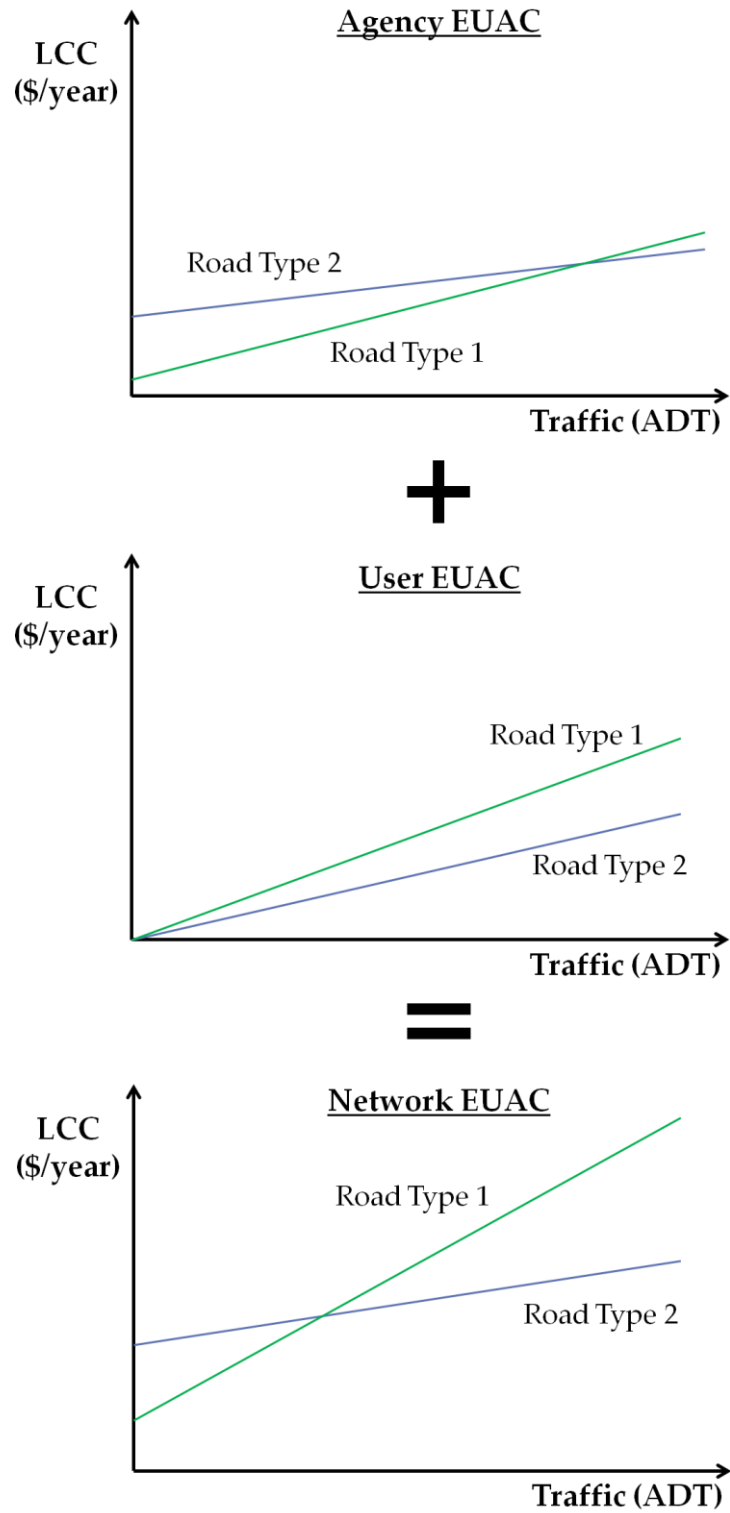 Agency EUAC
LCC
($/year)
Road Type 2
Road Type 1
Traffic (ADT)
+
User EUAC
LCC
($/year)
Road Type 1
Road Type 2
Traffic (ADT)
=
Network EUAC
LCC
($/year)
Road Type 1
Road Type 2
Traffic (ADT)